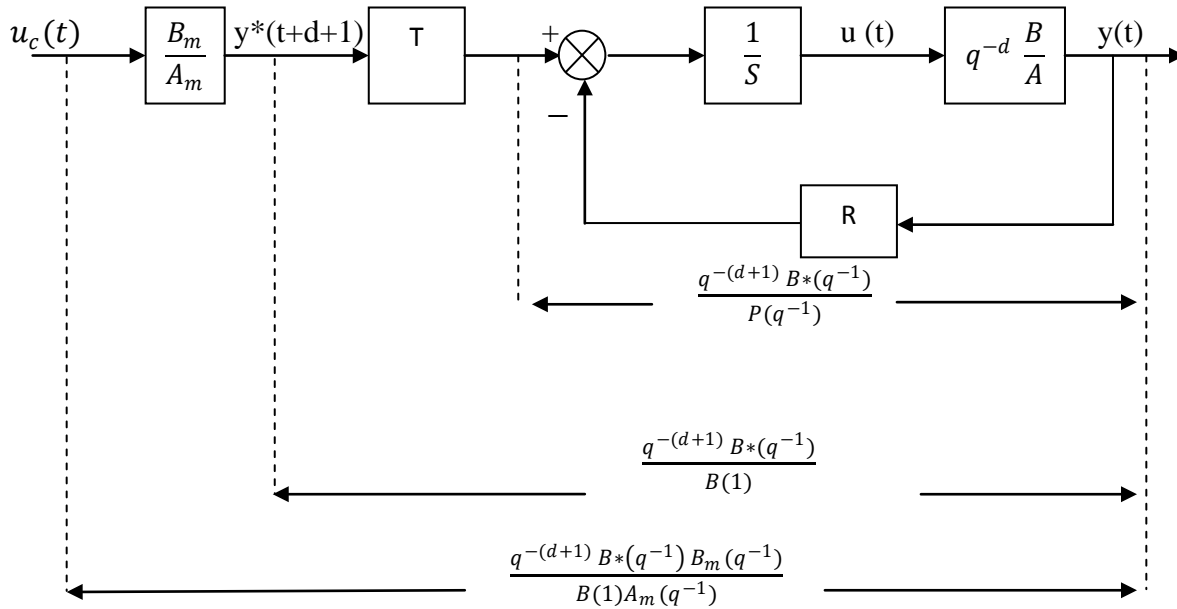 u_c(t)
B_m
A_m
y*(t+d+1)
T
+
−
1
S
u (t)
q^{-d} B
A
y(t)
R
q^{-(d+1)} B*(q^{-1})
P(q^{-1})
q^{-(d+1)} B*(q^{-1})
B(1)
q^{-(d+1)} B*(q^{-1}) B_m(q^{-1})
B(1)A_m(q^{-1})